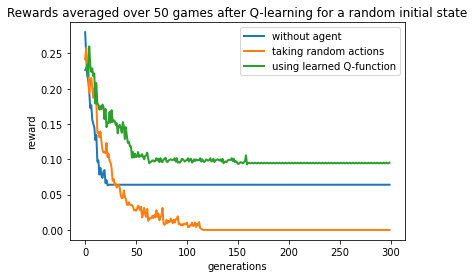 Rewards averaged over 50 games after Q-learning for a random initial state
without agent
taking random actions
using learned Q-function
reward
0.25
0.20
0.15
0.10
0.05
0.00
0 50 100 150 200 250 300
generations